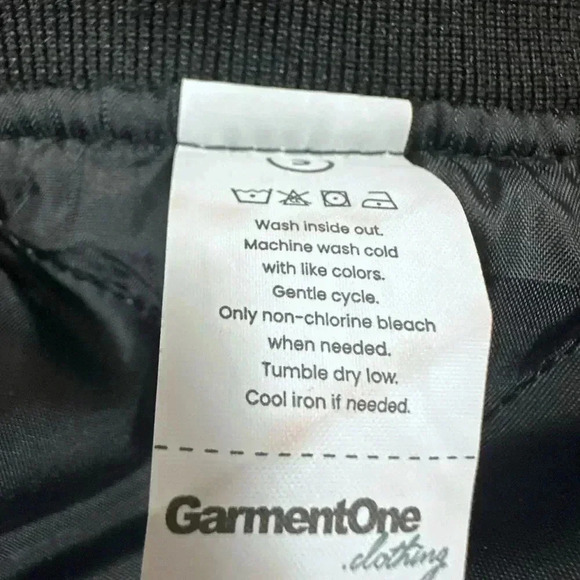 Wash inside out.
Machine wash cold
with like colors.
Gentle cycle.
Only non-chlorine bleach
when needed.
Tumble dry low.
Cool iron if needed.
GarmentOne
.clothing